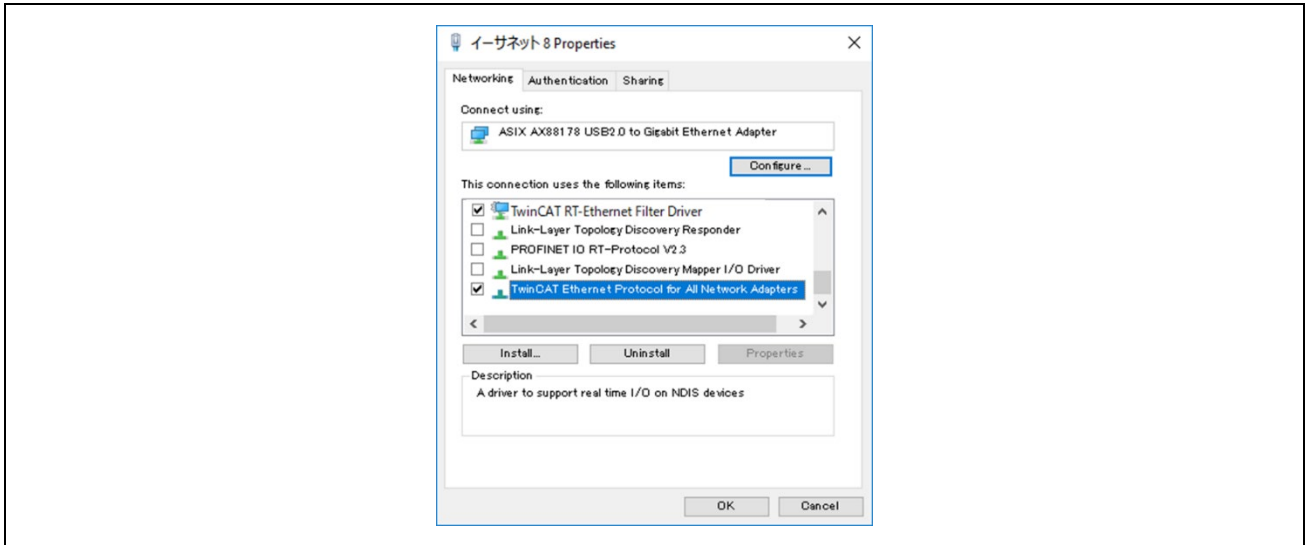 イーサネット 8 Properties
Networking Authentication Sharing
Connect using:
ASIX AX88178 USB2.0 to Gigabit Ethernet Adapter
Configure...
This connection uses the following items:
TwinCAT RT-Ethernet Filter Driver
Link-Layer Topology Discovery Responder
PROFINET IO RT-Protocol V2.3
Link-Layer Topology Discovery Mapper I/O Driver
TwinCAT Ethernet Protocol for All Network Adapters
Install... Uninstall Properties
Description
A driver to support real time I/O on NDIS devices
OK Cancel